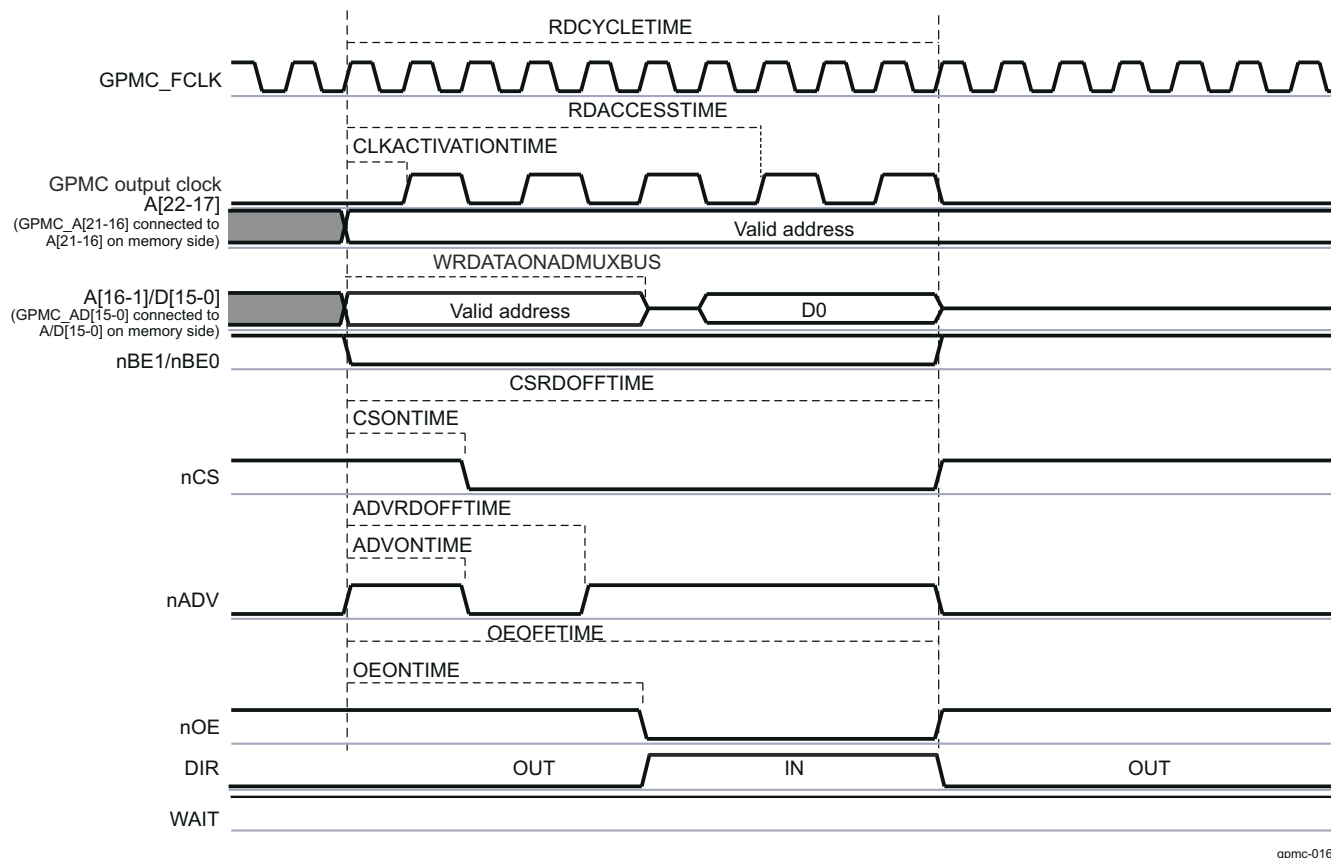 RDCYCLETIME
GPMC_FCLK
RDACCESSTIME
CLKACTIVATIONTIME
GPMC output clock
A[22-17]
(GPMC_A[21-16] connected to
A[21-16] on memory side)
Valid address
WRDATAONADMUXBUS
A[16-1]/D[15-0]
(GPMC_AD[15-0] connected to
A/D[15-0] on memory side)
Valid address
D0
nBE1/nBE0
CSRDOFFTIME
CSONTIME
nCS
ADVRDOFFTIME
ADVONTIME
nADV
OEOFFTIME
OEONTIME
nOE
DIR
OUT
IN
OUT
WAIT
gpmc-016